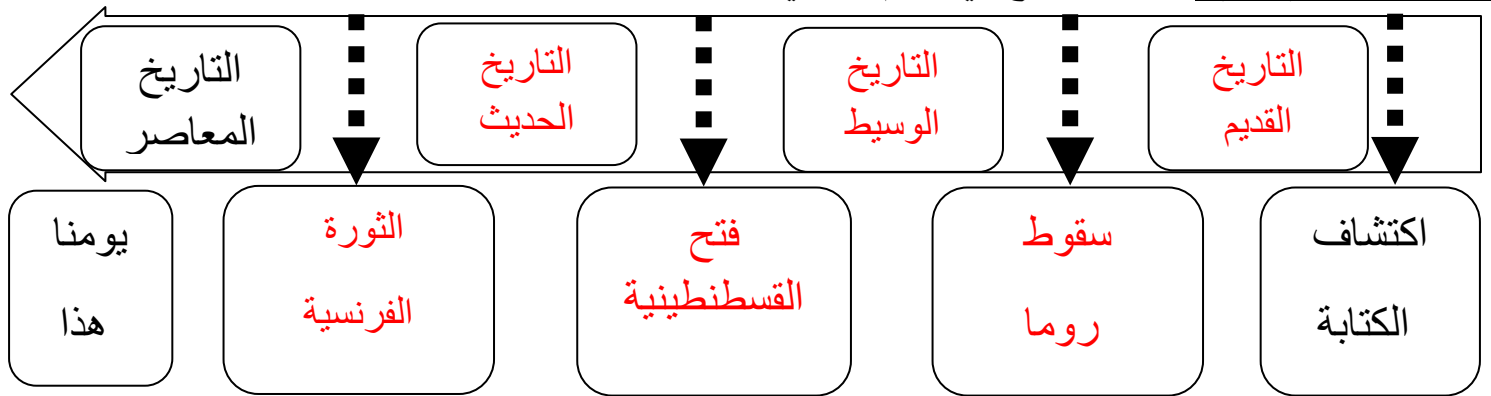 التاريخ
القديم
التاريخ
الوسيط
التاريخ
الحديث
التاريخ
المعاصر
اكتشاف
الكتابة
سقوط
روما
فتح
القسطنطينية
الثورة
الفرنسية
يومنا
هذا